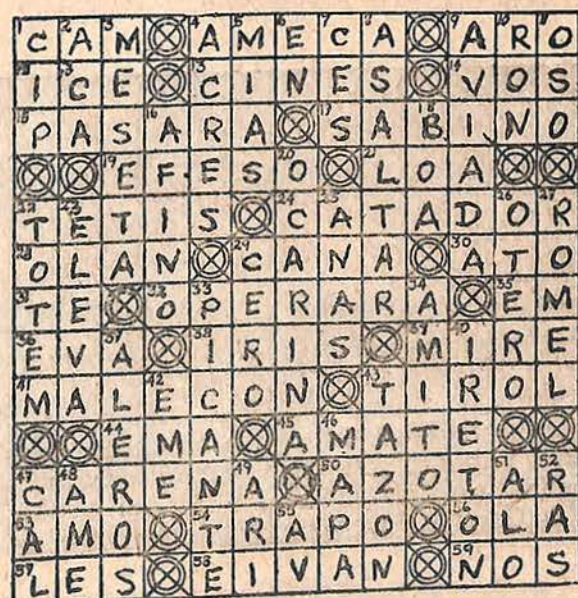 CAM AMECA ARO
ICE CINES VOS
PASARA SABINO
EFESO LOA
TETIS CATADOR
OLAN CANA ATO
TE OPERARA EM
EVA IRIS MIRE
MALECON TIROL
EMA AMATE
CARENA AZOTAR
AMO TRAPO OLA
LES EIVAN NOS